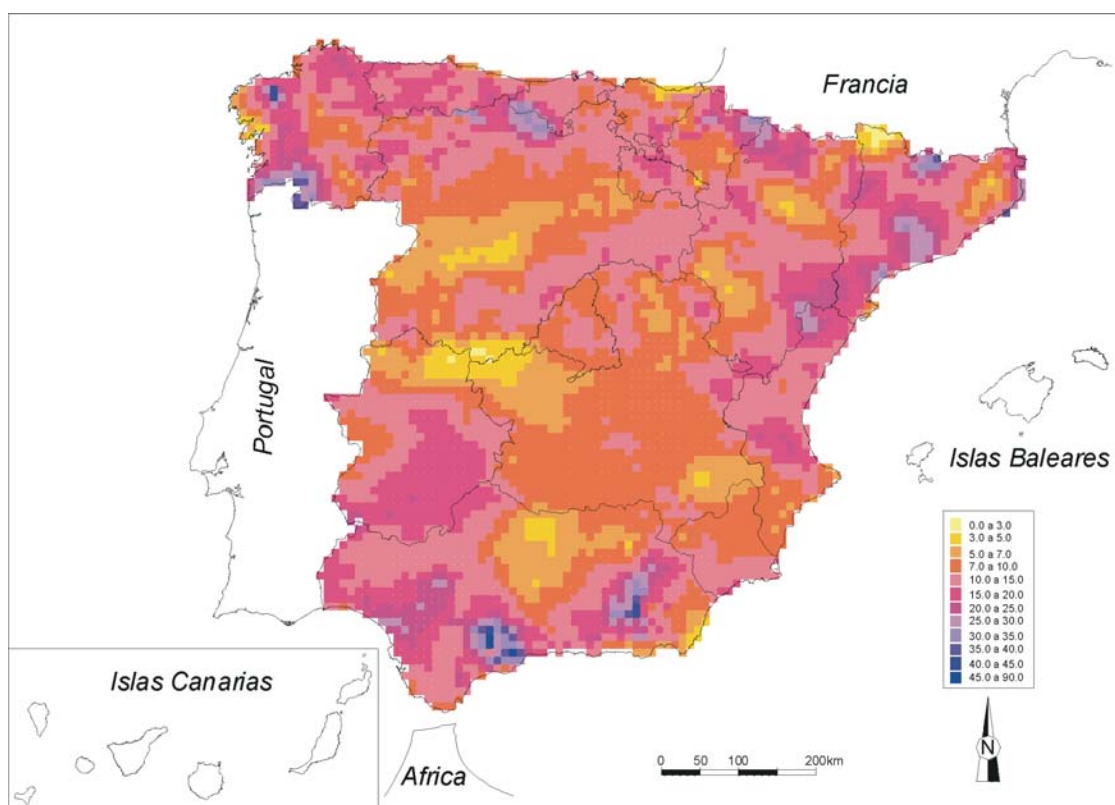 Francia
Portugal
Islas Baleares
0.0 a 3.0
3.0 a 5.0
5.0 a 7.0
7.0 a 10.0
10.0 a 15.0
15.0 a 20.0
20.0 a 25.0
25.0 a 30.0
30.0 a 35.0
35.0 a 40.0
40.0 a 45.0
45.0 a 90.0
Islas Canarias
Africa
0 50 100 200km
N